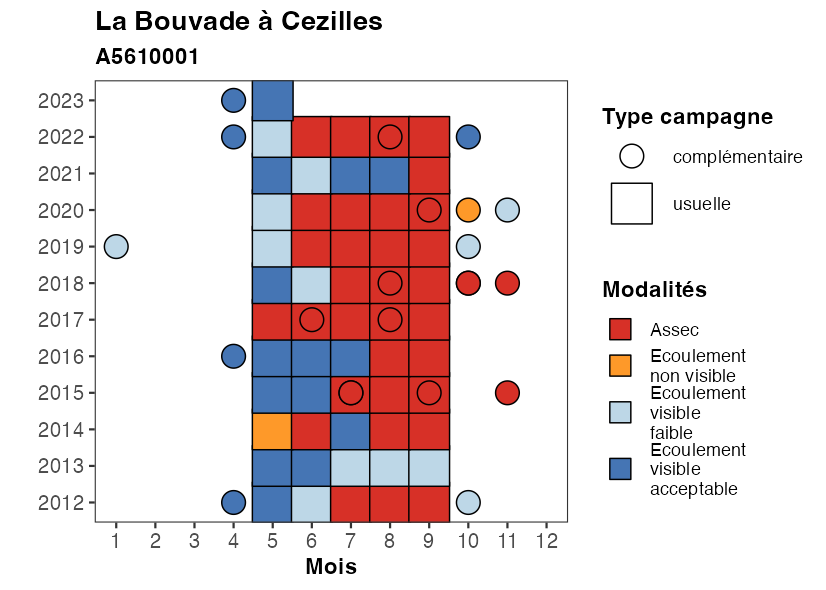 La Bouvade à Cezilles
A5610001
2023
2022
2021
2020
2019
2018
2017
2016
2015
2014
2013
2012
1 2 3 4 5 6 7 8 9 10 11 12
Mois
Type campagne
complémentaire
usuelle
Modalités
Assec
Ecoulement
non visible
Ecoulement
visible
faible
Ecoulement
visible
acceptable